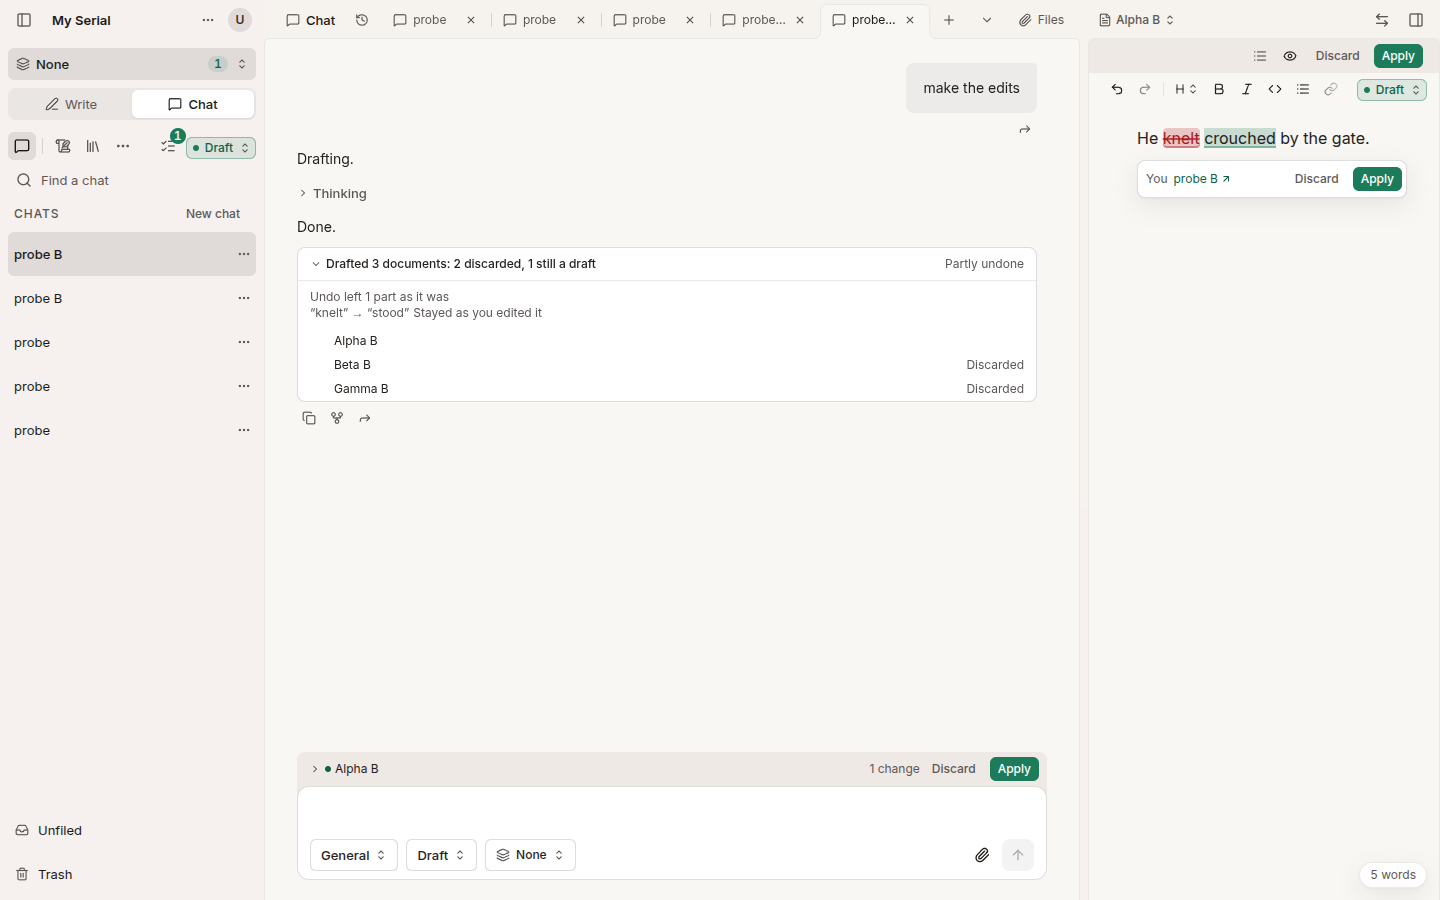 My Serial
U
None
1
Write
Chat
1
Draft
Find a chat
CHATS
New chat
probe B
probe B
probe
probe
probe
Unfiled
Trash
Chat
probe
probe
probe
probe...
probe...
Files
make the edits
Drafting.
Thinking
Done.
Drafted 3 documents: 2 discarded, 1 still a draft
Partly undone
Undo left 1 part as it was
“knelt” → “stood” Stayed as you edited it
Alpha B
Beta B
Discarded
Gamma B
Discarded
Alpha B
1 change
Discard
Apply
General
Draft
None
Alpha B
Discard
Apply
H
B
I
Draft
He knelt crouched by the gate.
You probe B
Discard
Apply
5 words